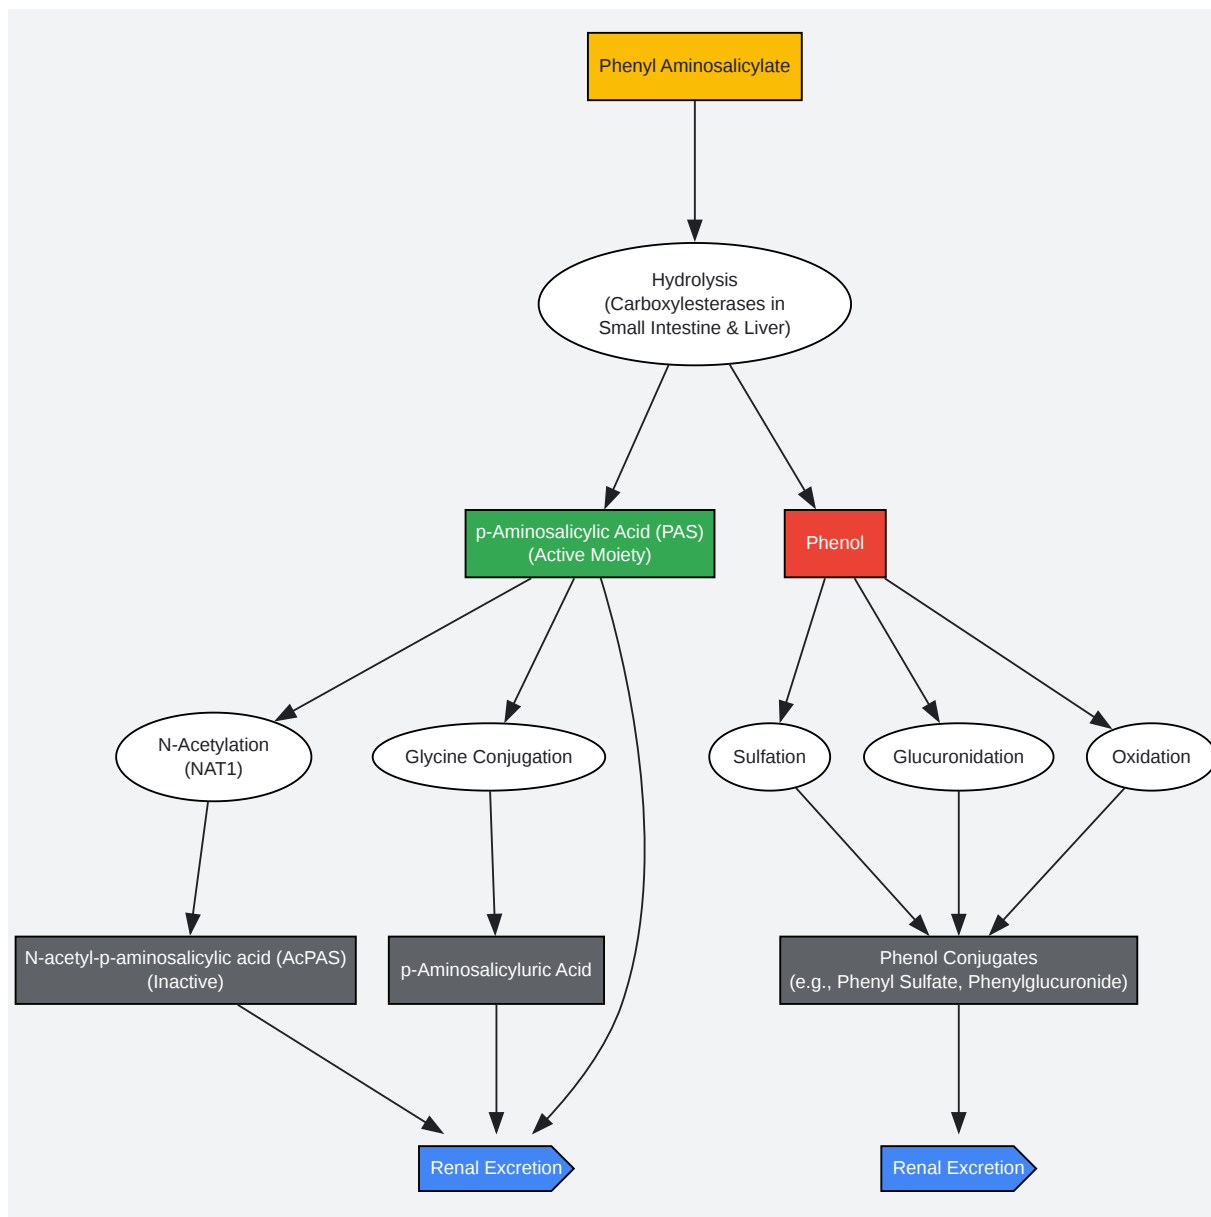 Phenyl Aminosalicylate
Hydrolysis
(Carboxylesterases in
Small Intestine & Liver)
p-Aminosalicylic Acid (PAS)
(Active Moiety)
Phenol
N-Acetylation
(NAT1)
Glycine Conjugation
Sulfation
Glucuronidation
Oxidation
N-acetyl-p-aminosalicylic acid (AcPAS)
(Inactive)
p-Aminosalicyluric Acid
Phenol Conjugates
(e.g., Phenyl Sulfate, Phenylglucuronide)
Renal Excretion
Renal Excretion